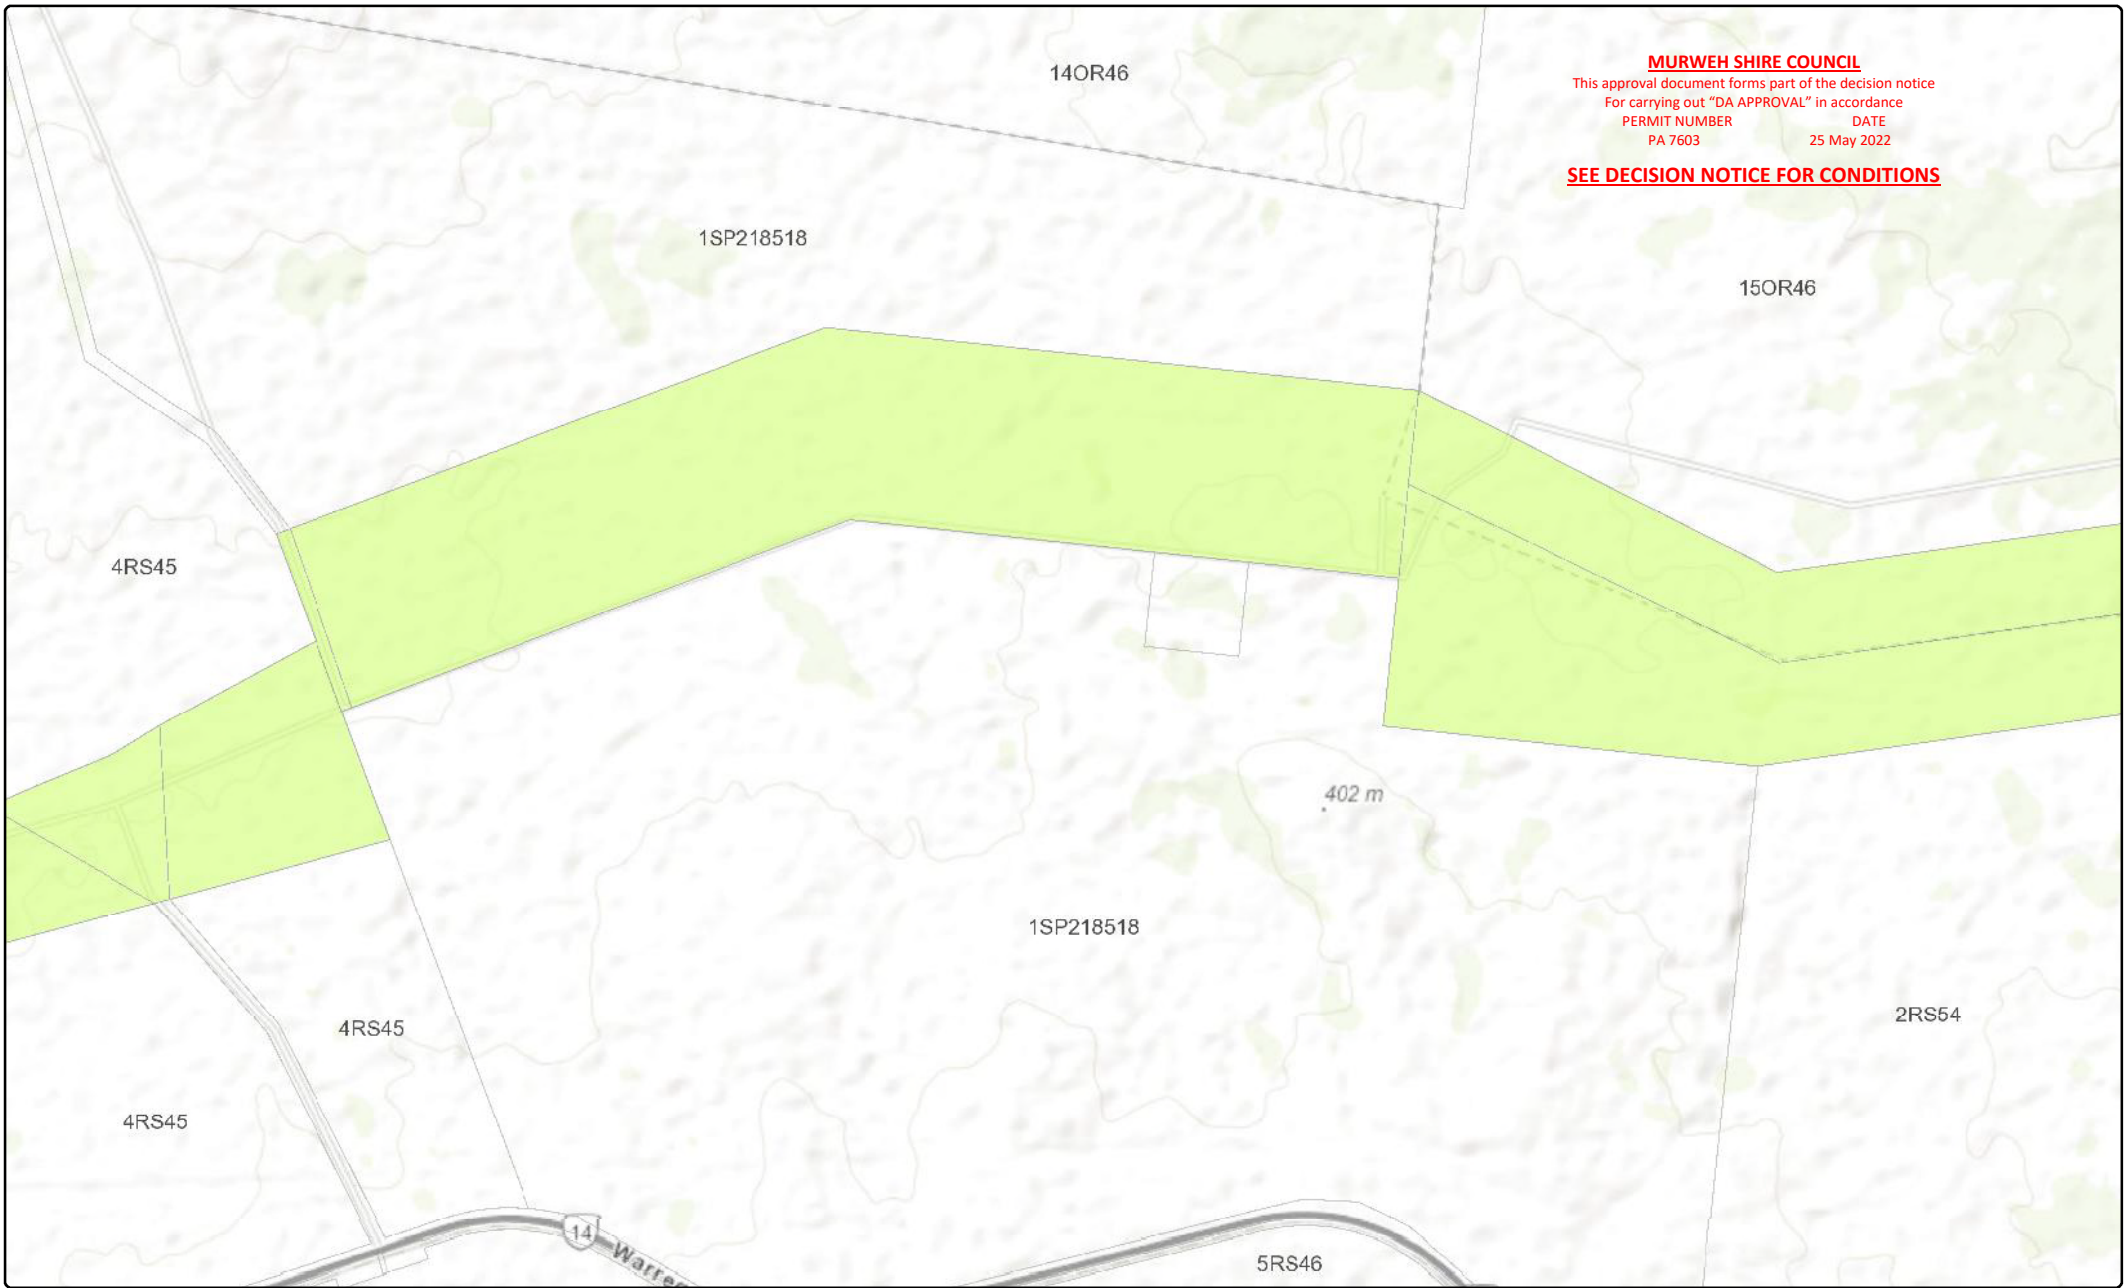 MURWEH SHIRE COUNCIL
This approval document forms part of the decision notice
For carrying out “DA APPROVAL” in accordance
PERMIT NUMBER DATE
PA 7603 25 May 2022
SEE DECISION NOTICE FOR CONDITIONS
14OR46
1SP218518
15OR46
4RS45
402 m
1SP218518
2RS54
4RS45
4RS45
14
5RS46